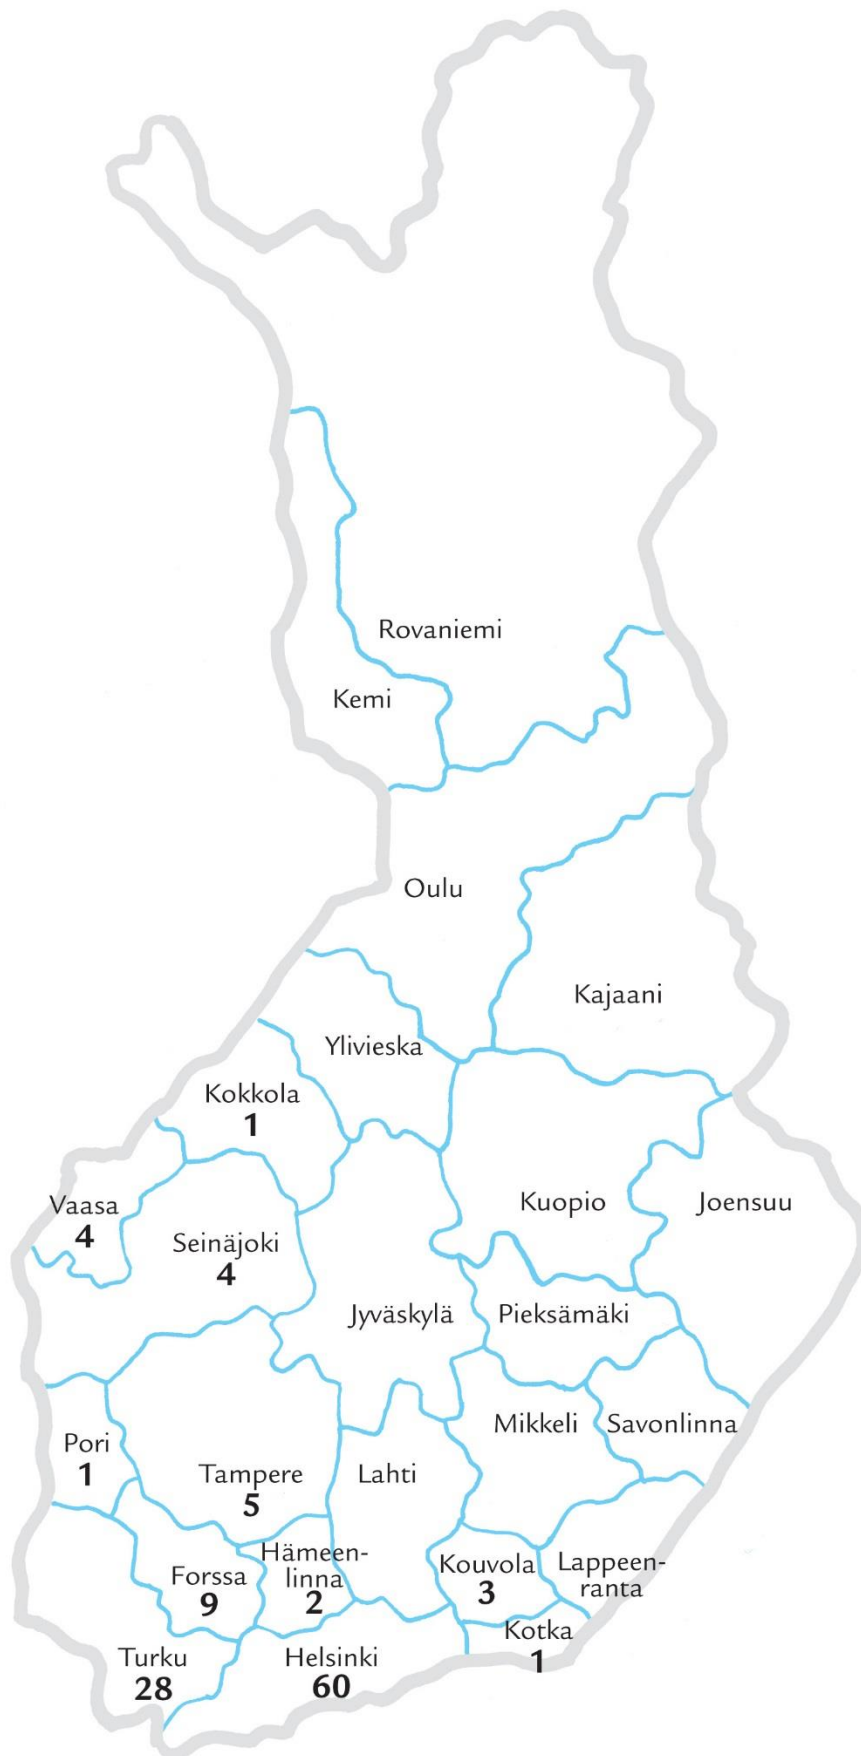 Rovaniemi
Kemi
Oulu
Kajaani
Ylivieska
Kokkola
1
Vaasa
4
Seinäjoki
4
Kuopio
Joensuu
Jyväskylä
Pieksämäki
Pori
1
Tampere
5
Lahti
Mikkeli
Savonlinna
Forssa
9
Hämeen-
linna
2
Kouvola
3
Lappeen-
ranta
Turku
28
Helsinki
60
Kotka
1